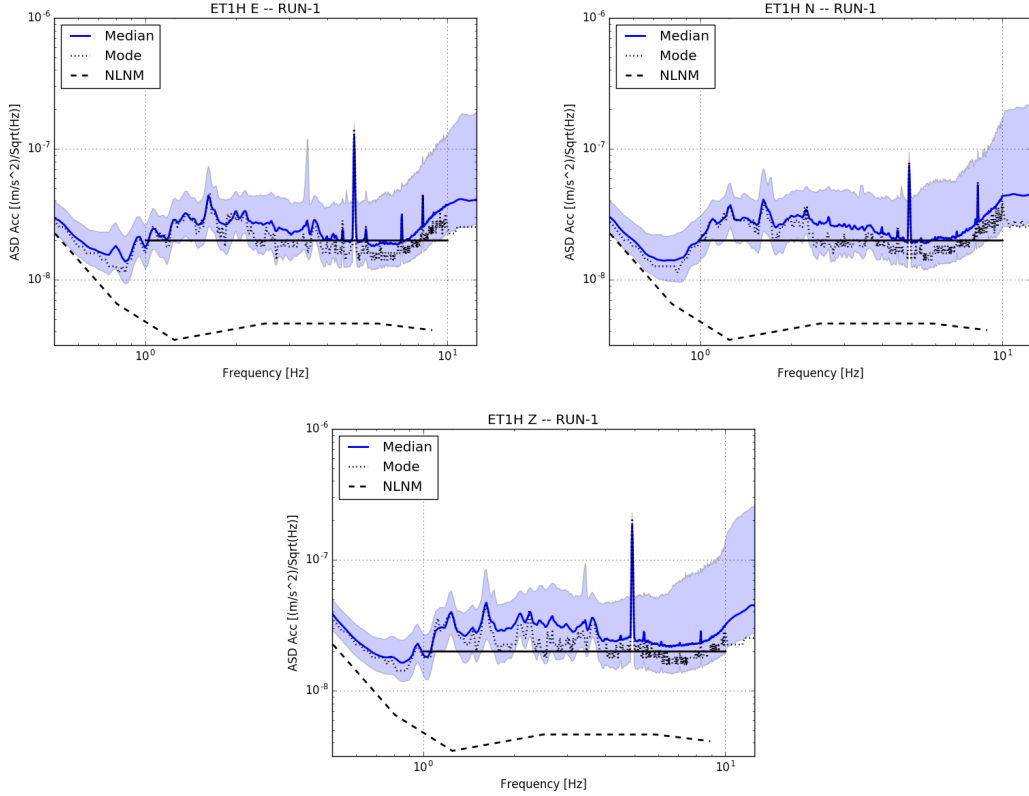 ET1H E -- RUN-1
10^-6
Median
Mode
NLNM
10^-7
10^-8
ASD Acc [(m/s^2)/Sqrt(Hz)]
10^0
10^1
Frequency [Hz]
ET1H N -- RUN-1
10^-6
Median
Mode
NLNM
10^-7
10^-8
ASD Acc [(m/s^2)/Sqrt(Hz)]
10^0
10^1
Frequency [Hz]
ET1H Z -- RUN-1
10^-6
Median
Mode
NLNM
10^-7
10^-8
ASD Acc [(m/s^2)/Sqrt(Hz)]
10^0
10^1
Frequency [Hz]